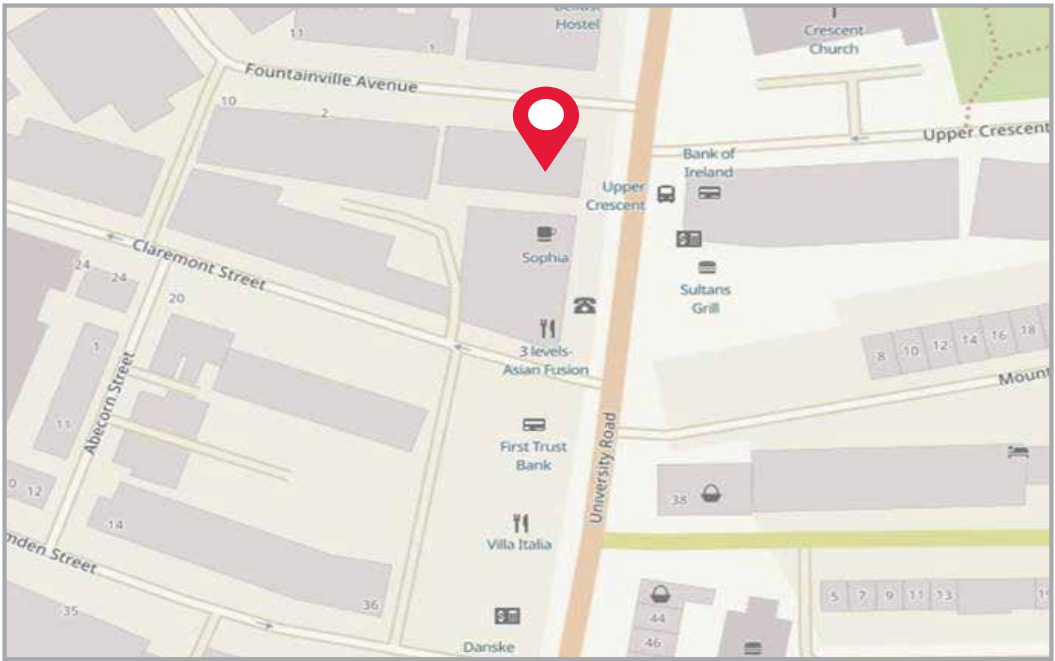 Belfast
Hostel
Crescent
Church
11
1
Fountainville Avenue
10
2
Upper Crescent
Bank of
Ireland
Upper
Crescent
Claremont Street
Sophia
24
24
20
Sultans
Grill
3 levels-
Asian Fusion
8
10
12
14
16
18
1
Mount
Abecorn Street
11
First Trust
Bank
University Road
0
12
38
14
Villa Italia
mden Street
35
36
5
7
9
11
13
44
46
Danske